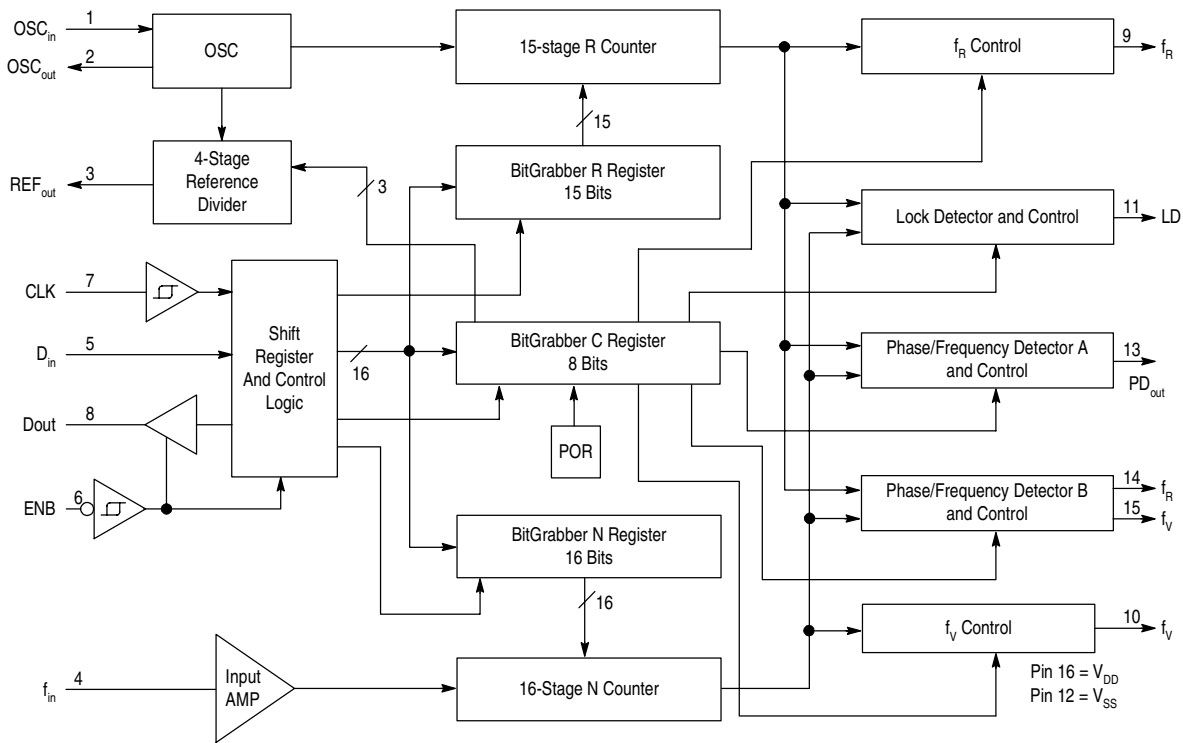 OSCin
1
OSCout
2
OSC
15-stage R Counter
fR Control
9
fR
15
4-Stage
Reference
Divider
REFout
3
3
BitGrabber R Register
15 Bits
Lock Detector and Control
11
LD
CLK
7
Din
5
Shift
Register
And Control
Logic
16
BitGrabber C Register
8 Bits
Phase/Frequency Detector A
and Control
13
PDout
Dout
8
POR
ENB
6
Phase/Frequency Detector B
and Control
14
fR
15
fV
BitGrabber N Register
16 Bits
16
fV Control
10
fV
fin
4
Input
AMP
16-Stage N Counter
Pin 16 = VDD
Pin 12 = VSS